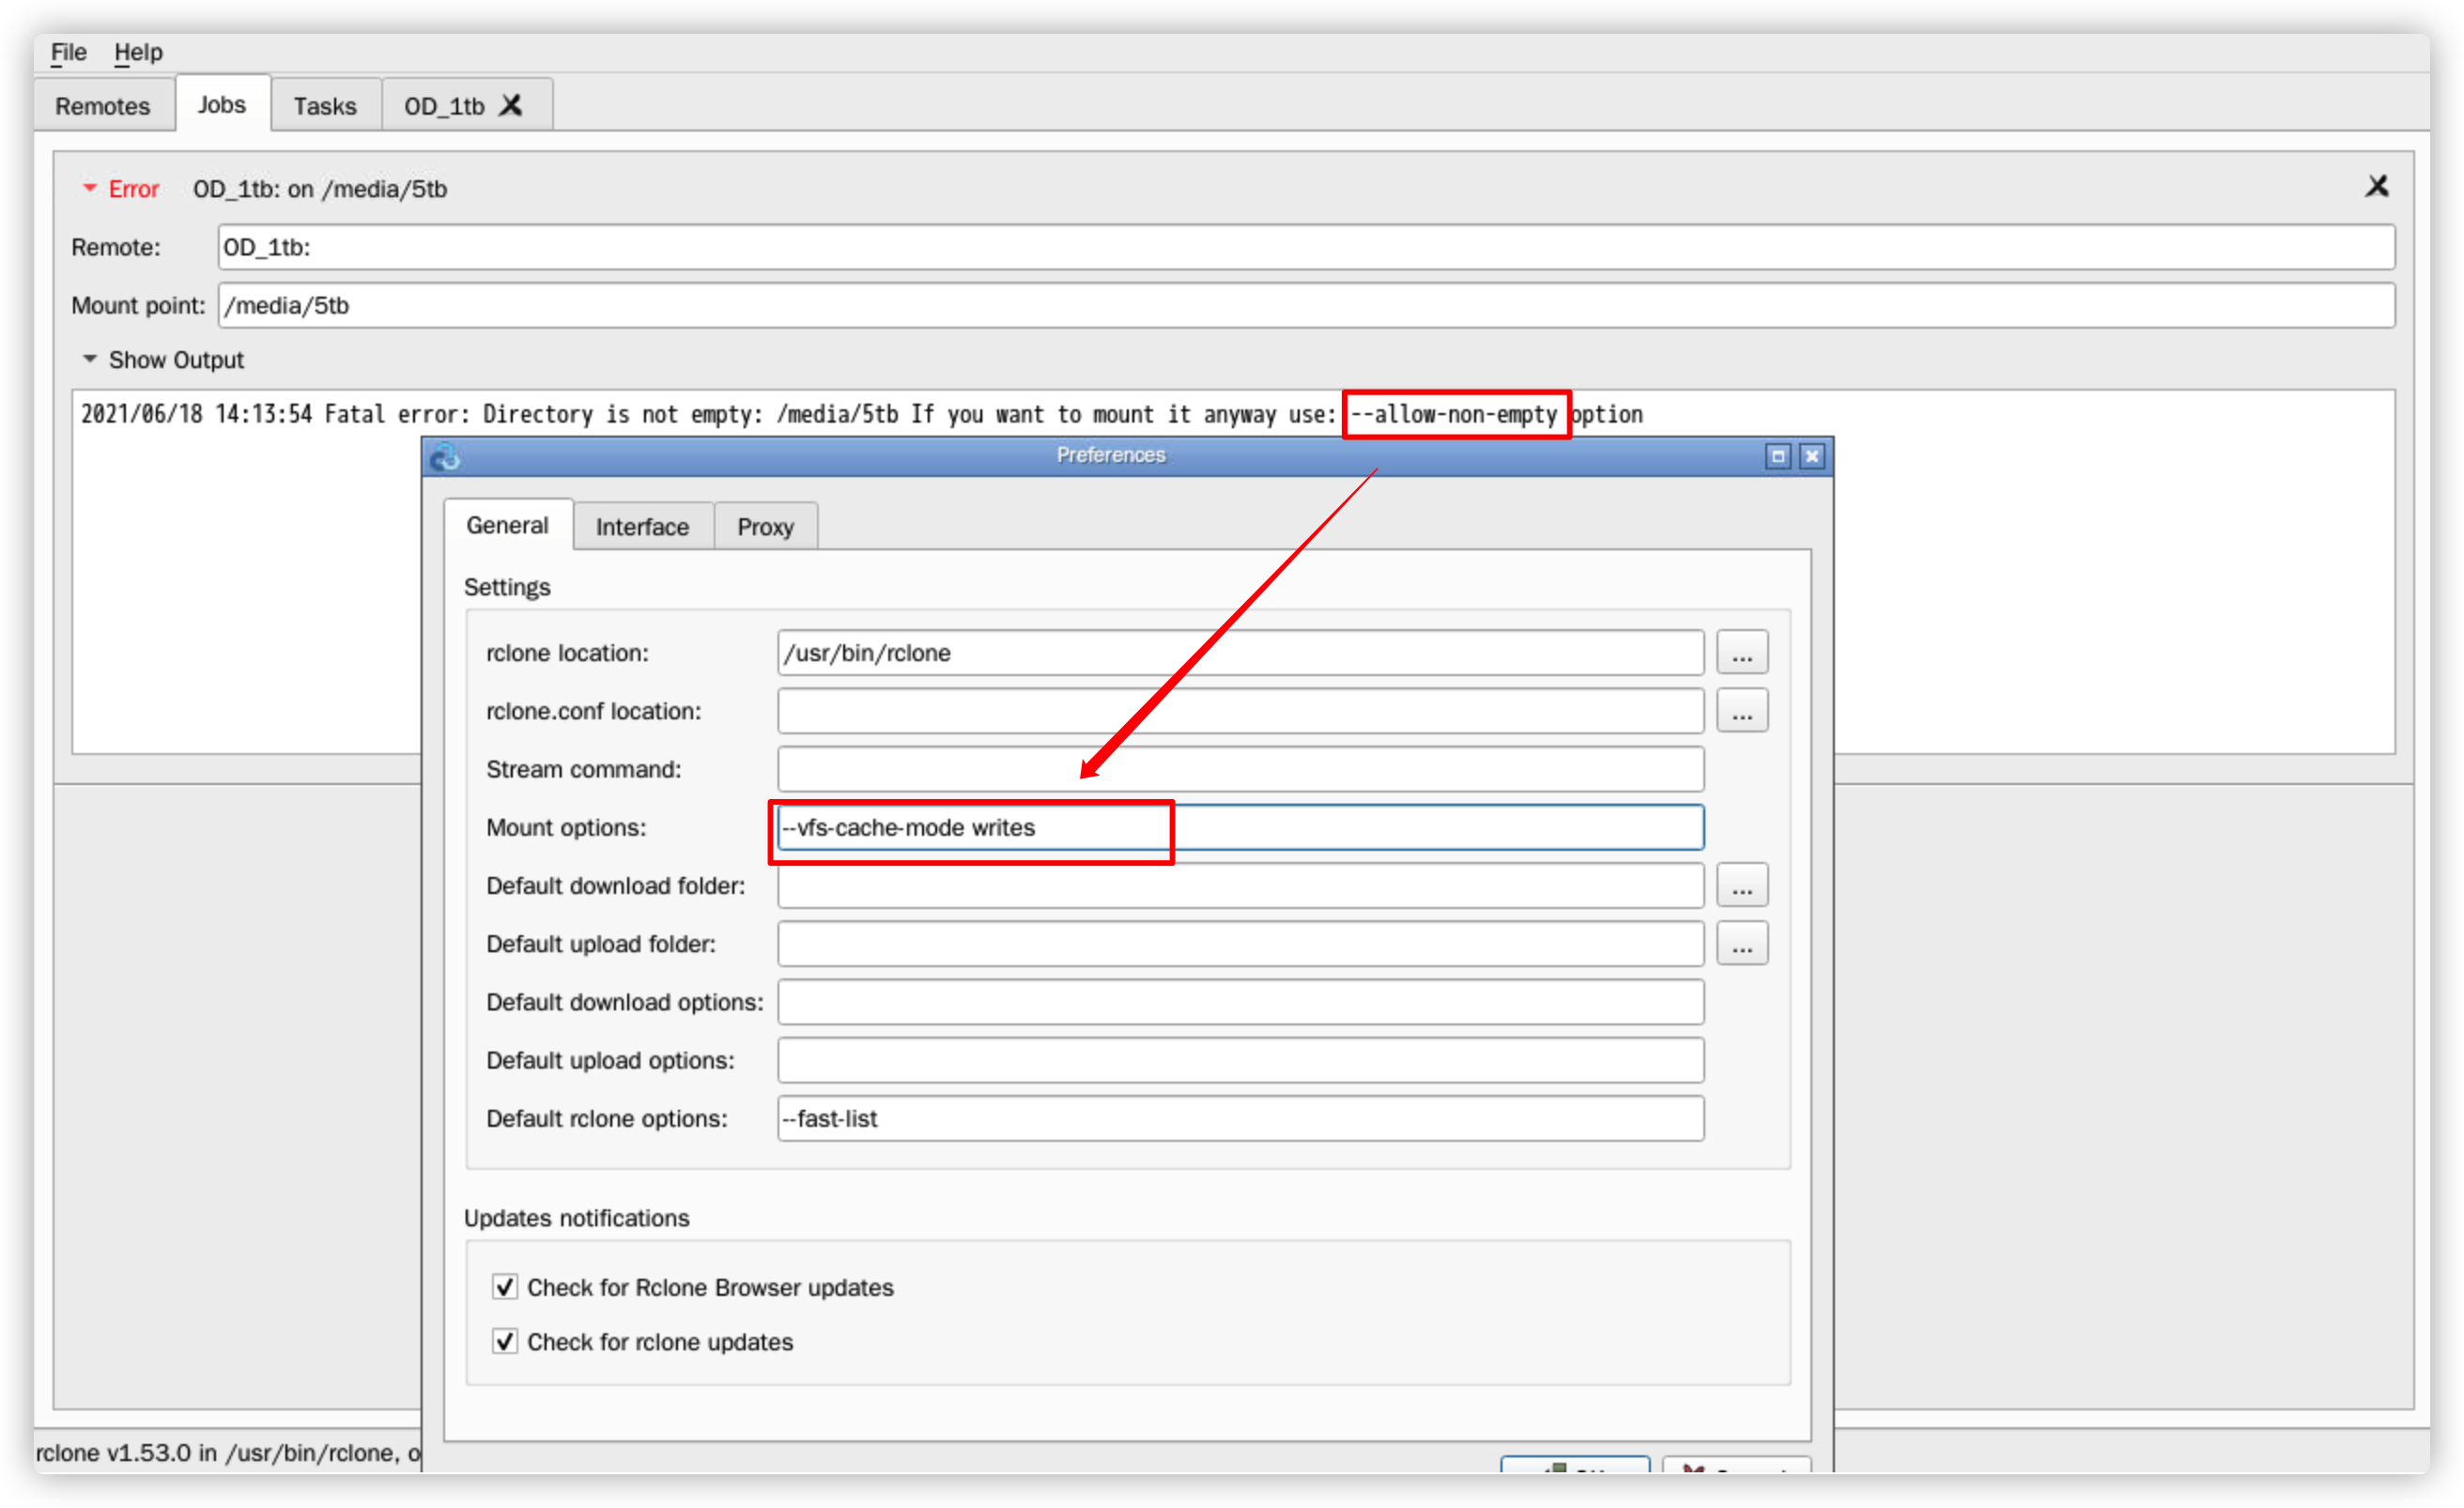 File Help
Remotes Jobs Tasks OD_1tb
Error OD_1tb: on /media/5tb
Remote: OD_1tb:
Mount point: /media/5tb
Show Output
2021/06/18 14:13:54 Fatal error: Directory is not empty: /media/5tb If you want to mount it anyway use: --allow-non-empty option
Preferences
General Interface Proxy
Settings
rclone location: /usr/bin/rclone ...
rclone.conf location: ...
Stream command:
Mount options: --vfs-cache-mode writes
Default download folder: ...
Default upload folder: ...
Default download options:
Default upload options:
Default rclone options: --fast-list
Updates notifications
Check for Rclone Browser updates
Check for rclone updates
rclone v1.53.0 in /usr/bin/rclone, o